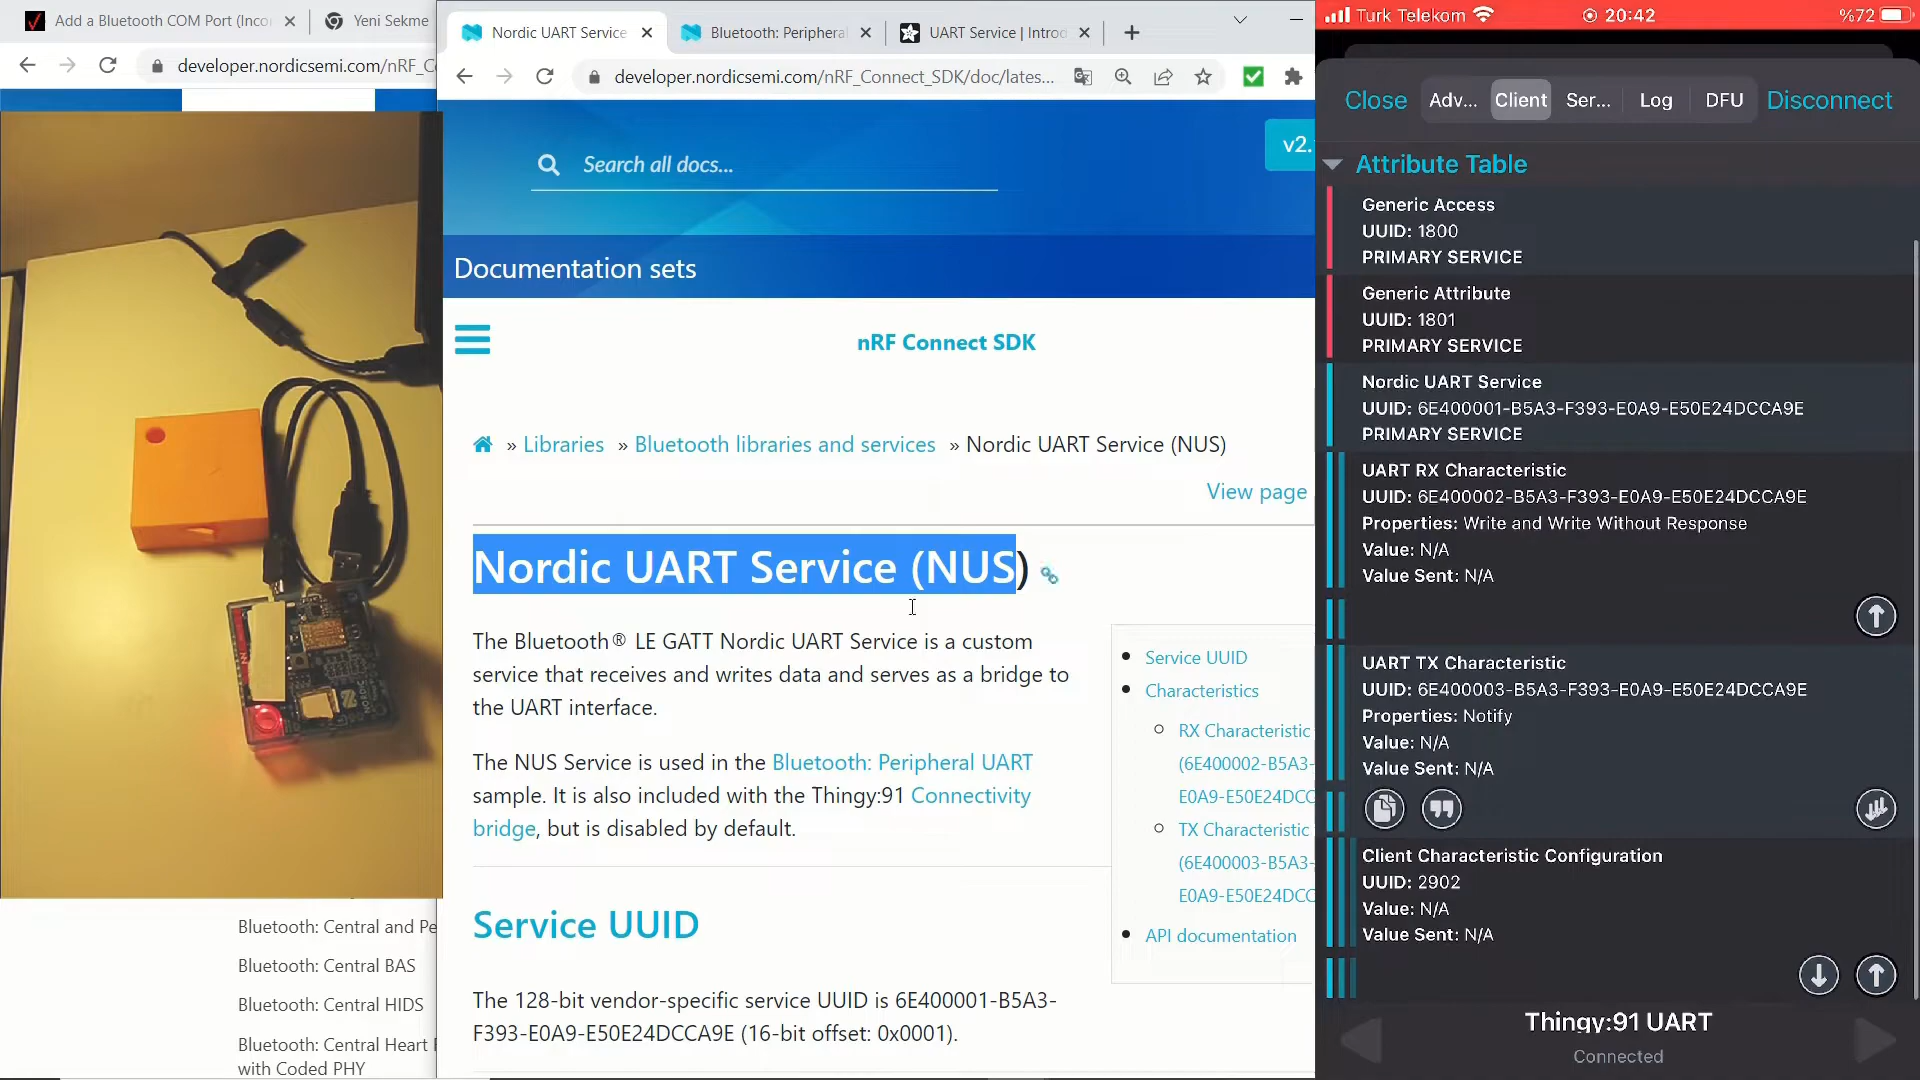 Add a Bluetooth COM Port (Inco
Yeni Sekme
developer.nordicsemi.com/nRF_C
Bluetooth: Central and Pe
Bluetooth: Central BAS
Bluetooth: Central HIDS
Bluetooth: Central Heart
with Coded PHY
Nordic UART Service
Bluetooth: Peripheral
UART Service | Introd
developer.nordicsemi.com/nRF_Connect_SDK/doc/lates...
Search all docs...
v2.
Documentation sets
nRF Connect SDK
» Libraries » Bluetooth libraries and services » Nordic UART Service (NUS)
View page
Nordic UART Service (NUS)
The Bluetooth® LE GATT Nordic UART Service is a custom
service that receives and writes data and serves as a bridge to
the UART interface.
The NUS Service is used in the Bluetooth: Peripheral UART
sample. It is also included with the Thingy:91 Connectivity
bridge, but is disabled by default.
Service UUID
The 128-bit vendor-specific service UUID is 6E400001-B5A3-
F393-E0A9-E50E24DCCA9E (16-bit offset: 0x0001).
Service UUID
Characteristics
RX Characteristic
(6E400002-B5A3-
E0A9-E50E24DCC
TX Characteristic
(6E400003-B5A3-
E0A9-E50E24DCC
API documentation
Turk Telekom
20:42
%72
Close
Adv...
Client
Ser...
Log
DFU
Disconnect
Attribute Table
Generic Access
UUID: 1800
PRIMARY SERVICE
Generic Attribute
UUID: 1801
PRIMARY SERVICE
Nordic UART Service
UUID: 6E400001-B5A3-F393-E0A9-E50E24DCCA9E
PRIMARY SERVICE
UART RX Characteristic
UUID: 6E400002-B5A3-F393-E0A9-E50E24DCCA9E
Properties: Write and Write Without Response
Value: N/A
Value Sent: N/A
UART TX Characteristic
UUID: 6E400003-B5A3-F393-E0A9-E50E24DCCA9E
Properties: Notify
Value: N/A
Value Sent: N/A
Client Characteristic Configuration
UUID: 2902
Value: N/A
Value Sent: N/A
Thingy:91 UART
Connected